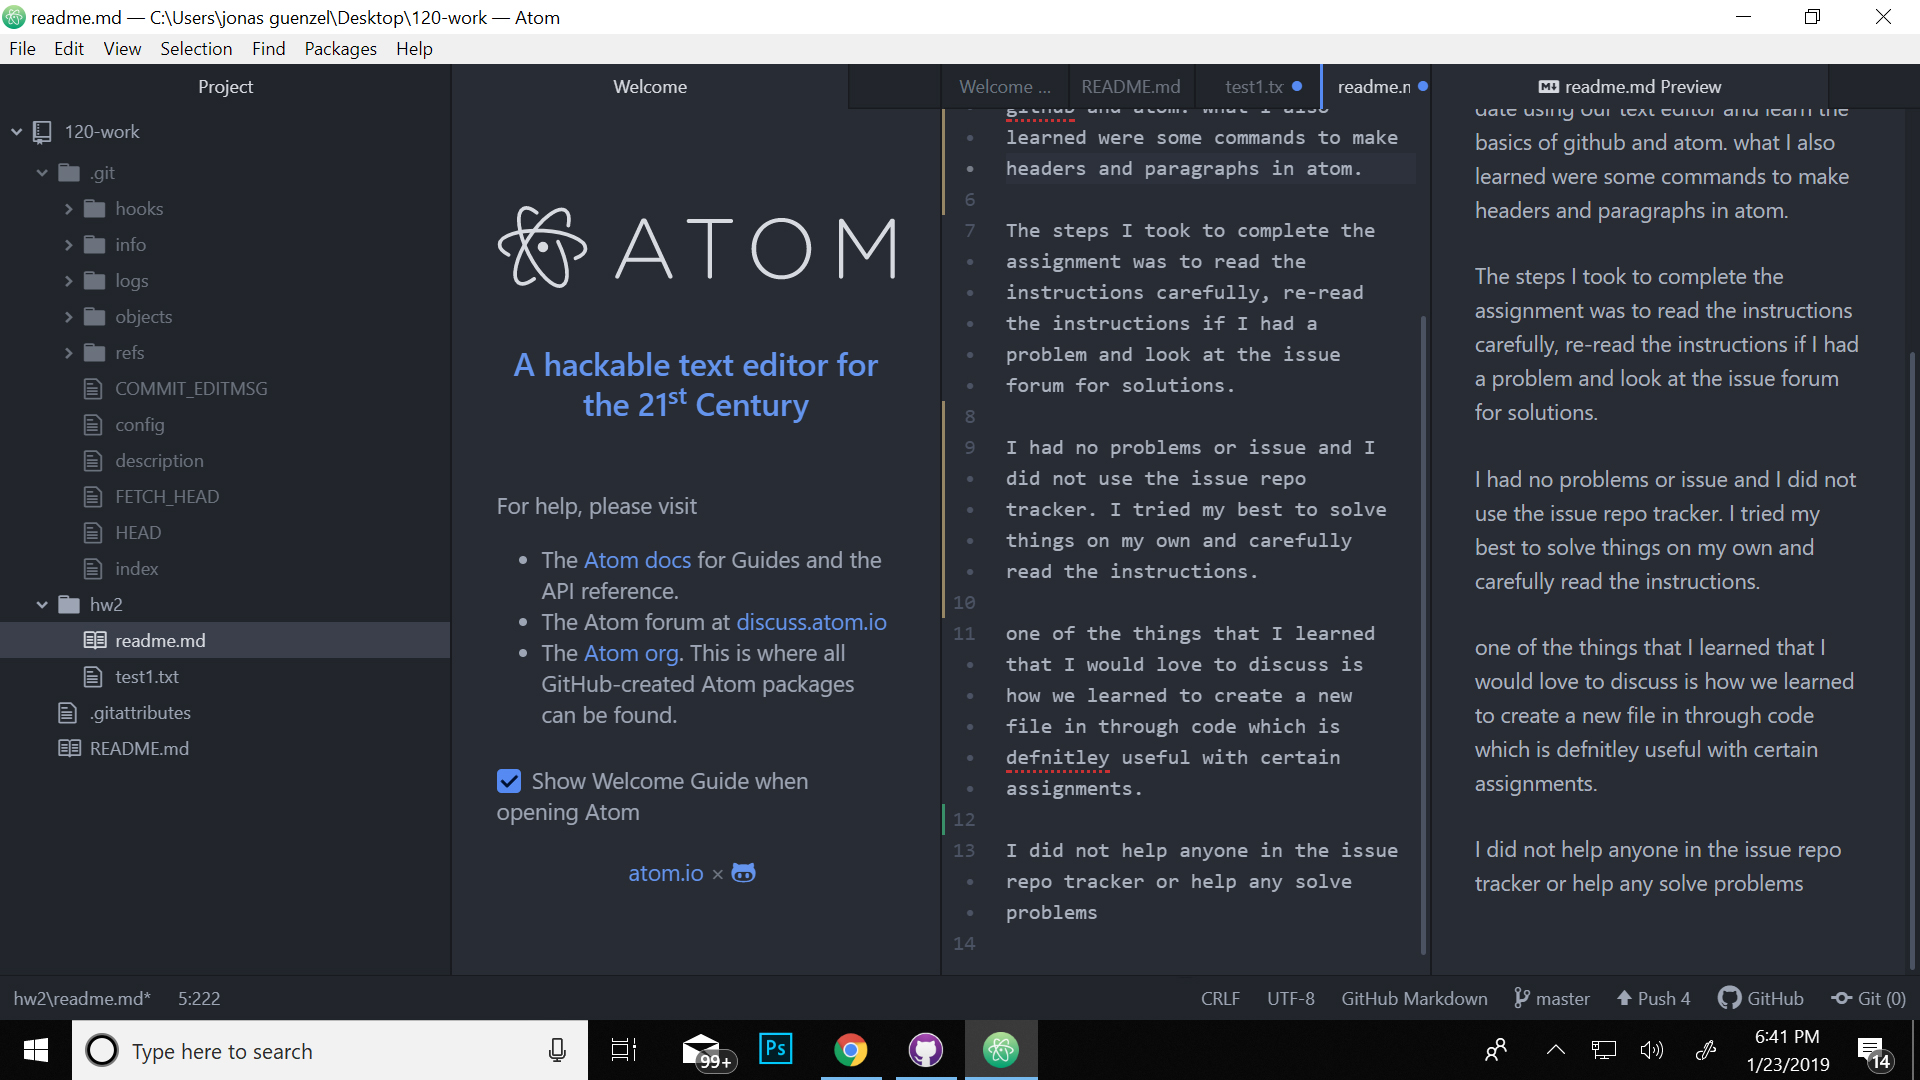 readme.md — C:\Users\jonas guenzel\Desktop\120-work — Atom
File Edit View Selection Find Packages Help
Project
120-work
.git
hooks
info
logs
objects
refs
COMMIT_EDITMSG
config
description
FETCH_HEAD
HEAD
index
hw2
readme.md
test1.txt
.gitattributes
README.md
Welcome
ATOM
A hackable text editor for
the 21st Century
For help, please visit
• The Atom docs for Guides and the
API reference.
• The Atom forum at discuss.atom.io
• The Atom org. This is where all
GitHub-created Atom packages
can be found.
Show Welcome Guide when
opening Atom
atom.io ×
Welcome ... README.md test1.tx readme.m
github and atom. what I also
learned were some commands to make
headers and paragraphs in atom.
6
7 The steps I took to complete the
assignment was to read the
instructions carefully, re-read
the instructions if I had a
problem and look at the issue
forum for solutions.
8
9 I had no problems or issue and I
did not use the issue repo
tracker. I tried my best to solve
things on my own and carefully
read the instructions.
10
11 one of the things that I learned
that I would love to discuss is
how we learned to create a new
file in through code which is
defnitley useful with certain
assignments.
12
13 I did not help anyone in the issue
repo tracker or help any solve
problems
14
readme.md Preview
date using our text editor and learn the
basics of github and atom. what I also
learned were some commands to make
headers and paragraphs in atom.
The steps I took to complete the
assignment was to read the instructions
carefully, re-read the instructions if I had
a problem and look at the issue forum
for solutions.
I had no problems or issue and I did not
use the issue repo tracker. I tried my
best to solve things on my own and
carefully read the instructions.
one of the things that I learned that I
would love to discuss is how we learned
to create a new file in through code
which is defnitley useful with certain
assignments.
I did not help anyone in the issue repo
tracker or help any solve problems
hw2\readme.md* 5:222 CRLF UTF-8 GitHub Markdown master Push 4 GitHub Git (0)
Type here to search
99+
Ps
6:41 PM
1/23/2019
14